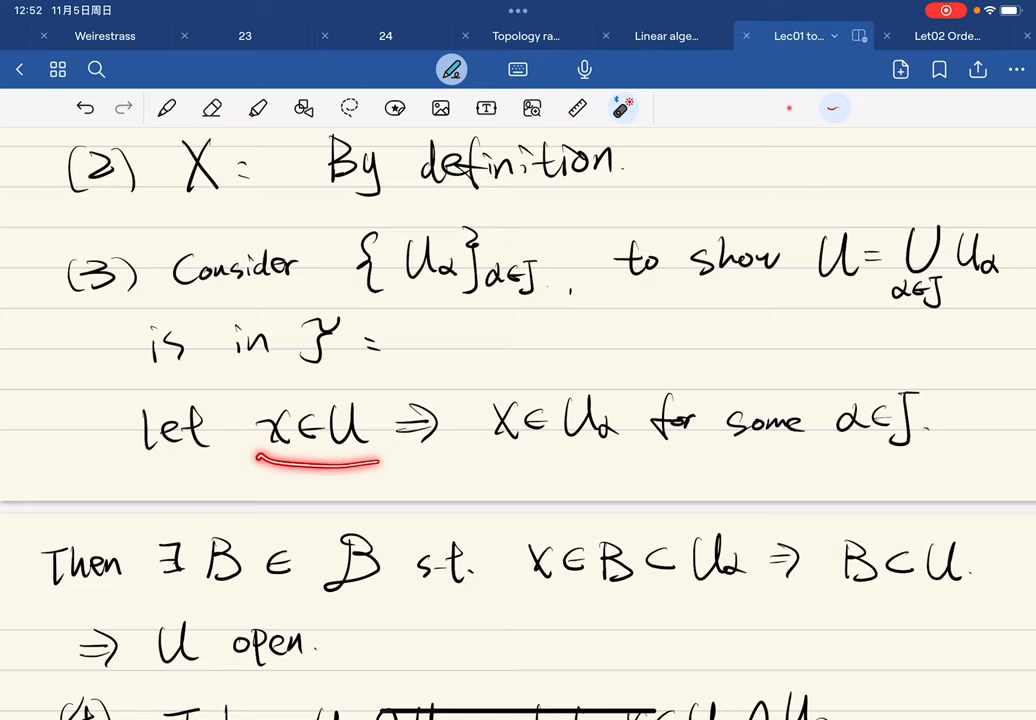 12:52 11月5日周日
Weirestrass 23 24 Topology ra... Linear alge... Lec01 to... Let02 Orde...
(2) X: By definition.
(3) Consider {Uα}α∈J, to show U = ⋃α∈J Uα
is in 𝒯:
let x∈U ⇒ x∈Uα for some α∈J.
Then ∃ B ∈ ℬ s.t. x∈B⊂Uα ⇒ B⊂U.
⇒ U open.